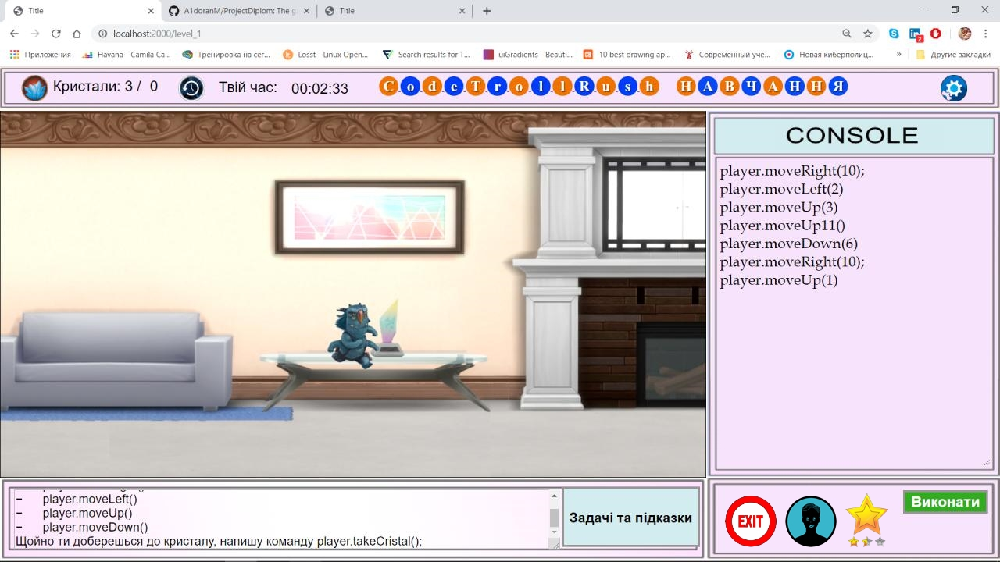 Title
A1doranM/ProjectDiplom: The ga
Title
localhost:2000/level_1
Приложения
Havana - Camila Ca...
Тренировка по сег...
Losst - Linux Open...
Search results for T...
uiGradients - Beauti...
10 best drawing ap...
Современный уче...
Новая киберполиц...
»
Другие закладки
Кристали: 3 / 0
Твій час: 00:02:33
CodeTrollRush НАВЧАННЯ
CONSOLE
player.moveRight(10);
player.moveLeft(2)
player.moveUp(3)
player.moveUp11()
player.moveDown(6)
player.moveRight(10);
player.moveUp(1)
− player.moveLeft()
− player.moveUp()
− player.moveDown()
Щойно ти доберешься до кристалу, напишу команду player.takeCristal();
Задачі та підказки
EXIT
Виконати